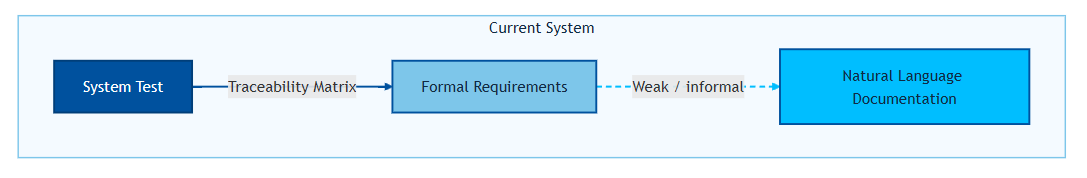 Current System
System Test
Traceability Matrix
Formal Requirements
Weak / informal
Natural Language
Documentation